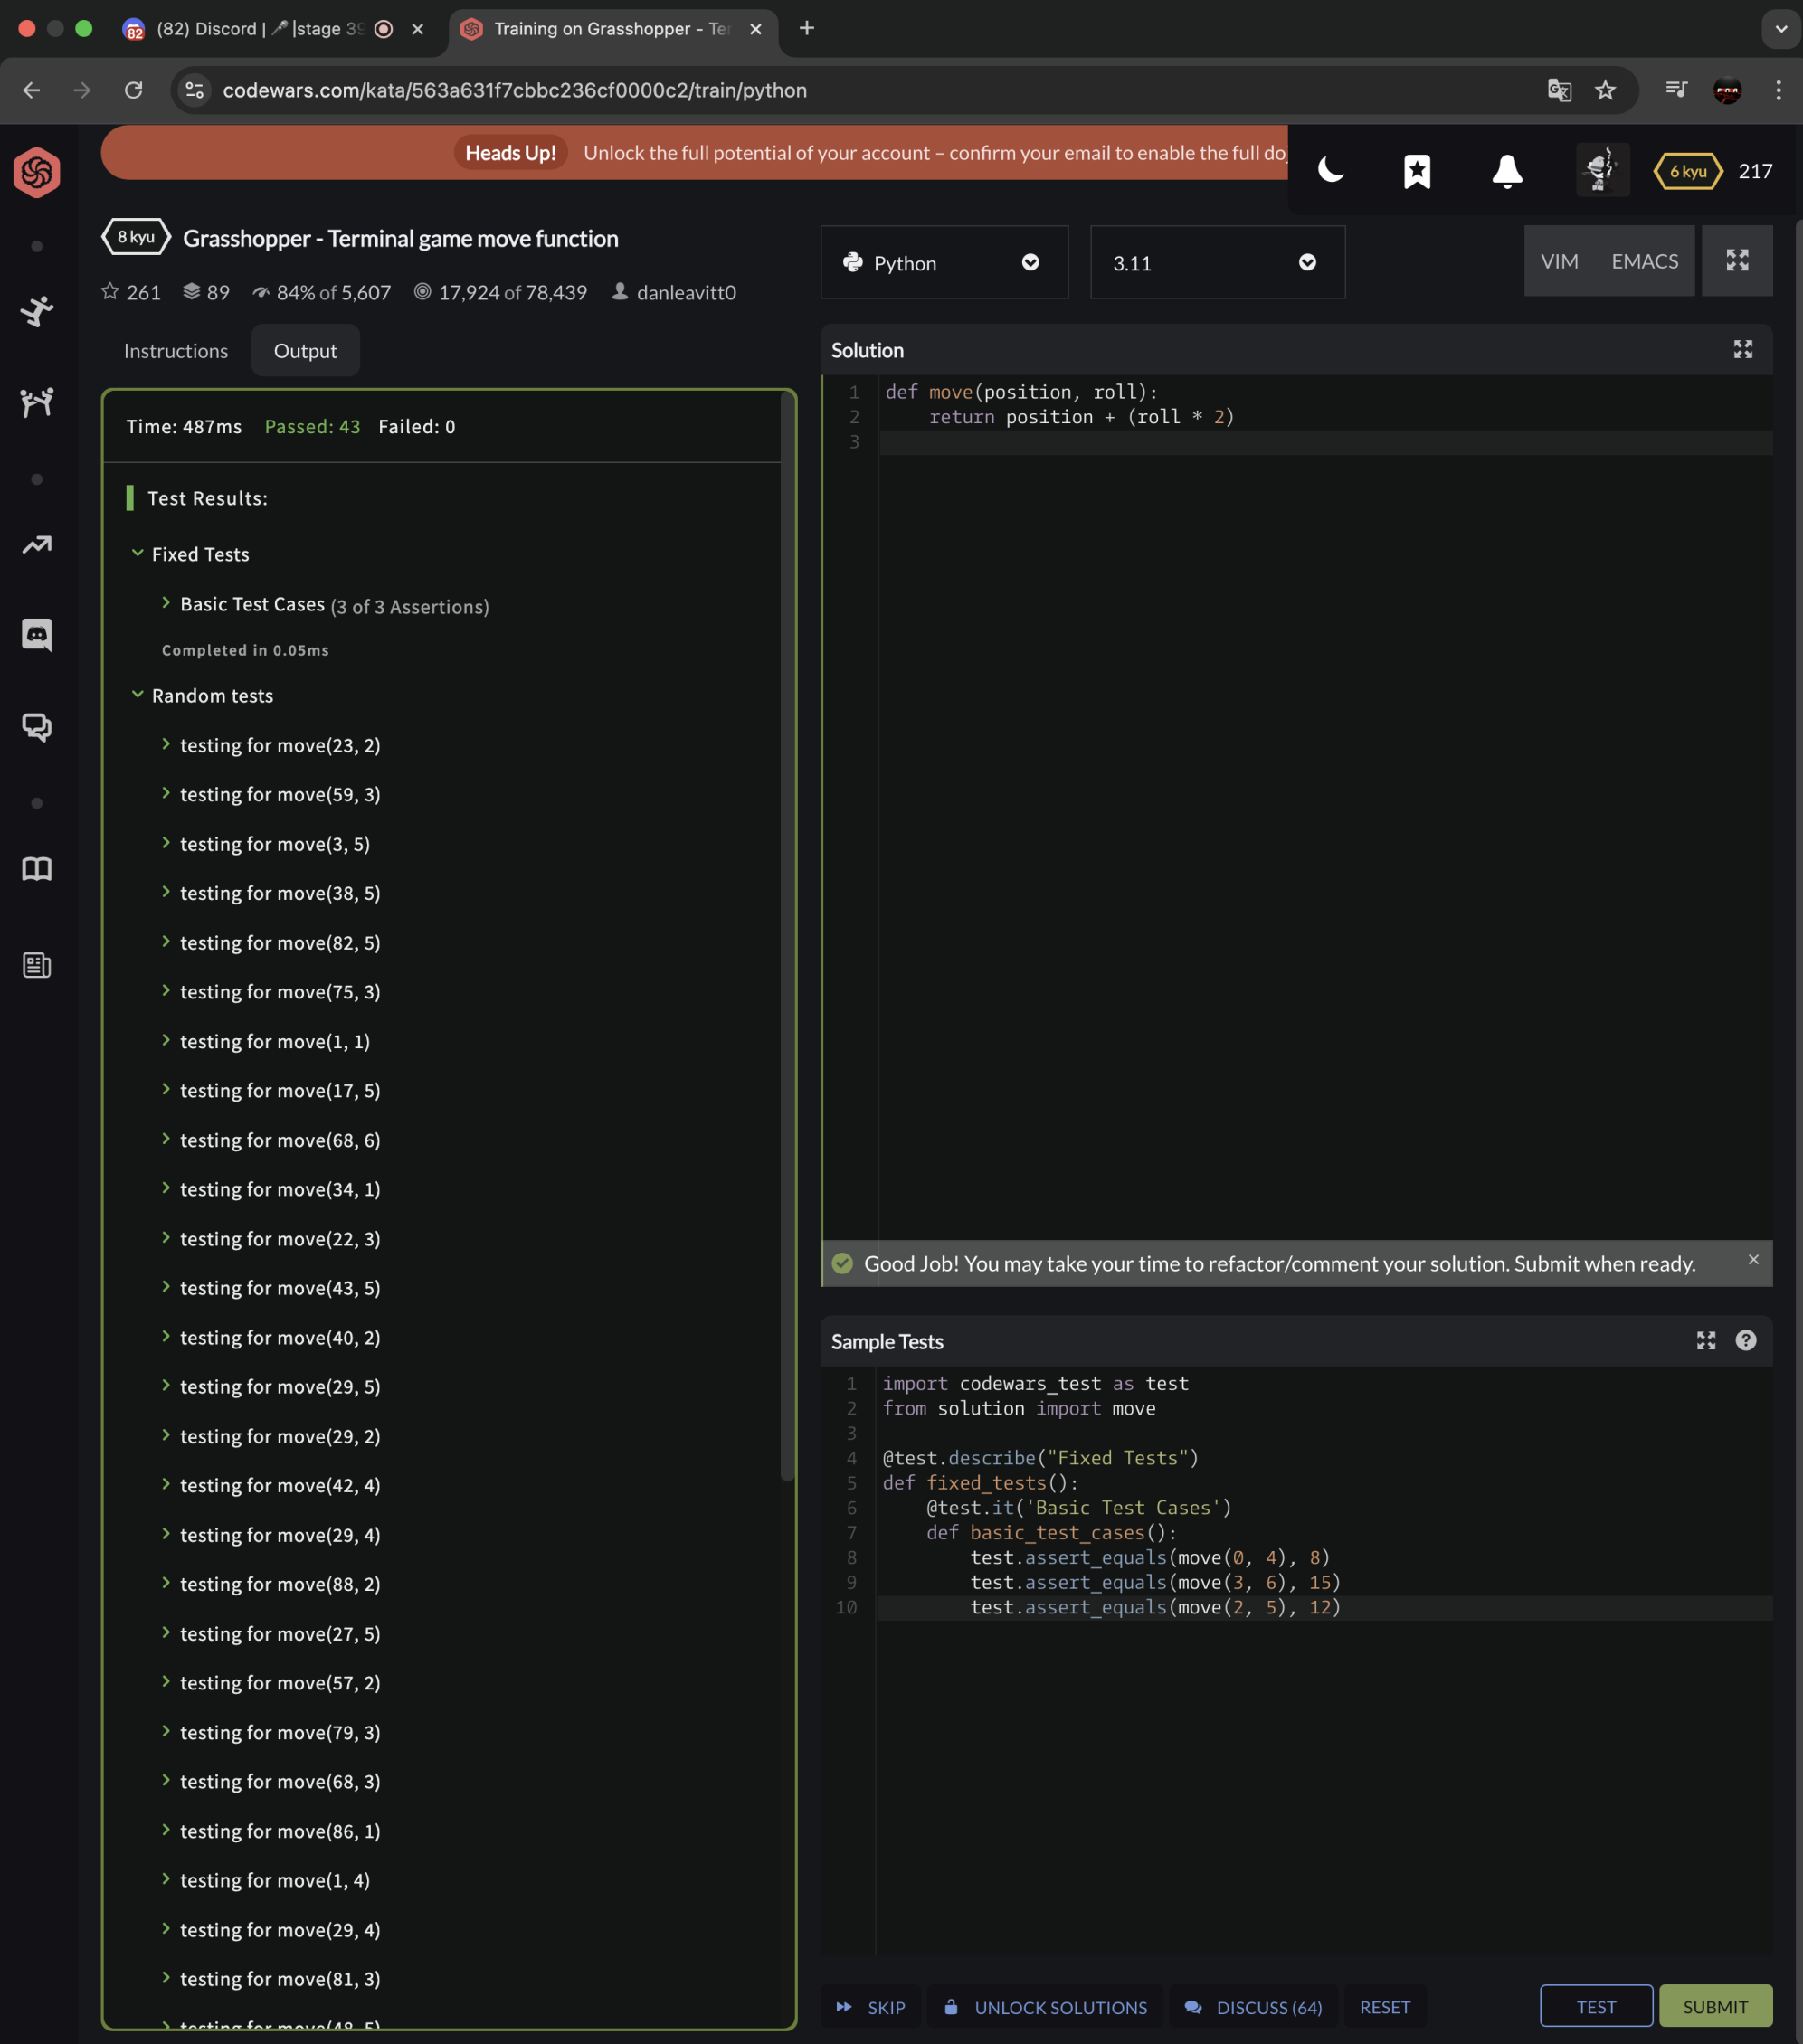 (82) Discord | 🎤|stage 39
Training on Grasshopper - Ter
codewars.com/kata/563a631f7cbbc236cf0000c2/train/python
Heads Up! Unlock the full potential of your account – confirm your email to enable the full do
6 kyu 217
8 kyu Grasshopper - Terminal game move function
261 89 84% of 5,607 17,924 of 78,439 danleavitt0
Python 3.11 VIM EMACS
Instructions Output
Time: 487ms Passed: 43 Failed: 0
Test Results:
Fixed Tests
Basic Test Cases (3 of 3 Assertions)
Completed in 0.05ms
Random tests
testing for move(23, 2)
testing for move(59, 3)
testing for move(3, 5)
testing for move(38, 5)
testing for move(82, 5)
testing for move(75, 3)
testing for move(1, 1)
testing for move(17, 5)
testing for move(68, 6)
testing for move(34, 1)
testing for move(22, 3)
testing for move(43, 5)
testing for move(40, 2)
testing for move(29, 5)
testing for move(29, 2)
testing for move(42, 4)
testing for move(29, 4)
testing for move(88, 2)
testing for move(27, 5)
testing for move(57, 2)
testing for move(79, 3)
testing for move(68, 3)
testing for move(86, 1)
testing for move(1, 4)
testing for move(29, 4)
testing for move(81, 3)
testing for move(48, 5)
Solution
1 def move(position, roll):
2 return position + (roll * 2)
3
Good Job! You may take your time to refactor/comment your solution. Submit when ready.
Sample Tests
1 import codewars_test as test
2 from solution import move
3
4 @test.describe("Fixed Tests")
5 def fixed_tests():
6 @test.it('Basic Test Cases')
7 def basic_test_cases():
8 test.assert_equals(move(0, 4), 8)
9 test.assert_equals(move(3, 6), 15)
10 test.assert_equals(move(2, 5), 12)
SKIP UNLOCK SOLUTIONS DISCUSS (64) RESET TEST SUBMIT